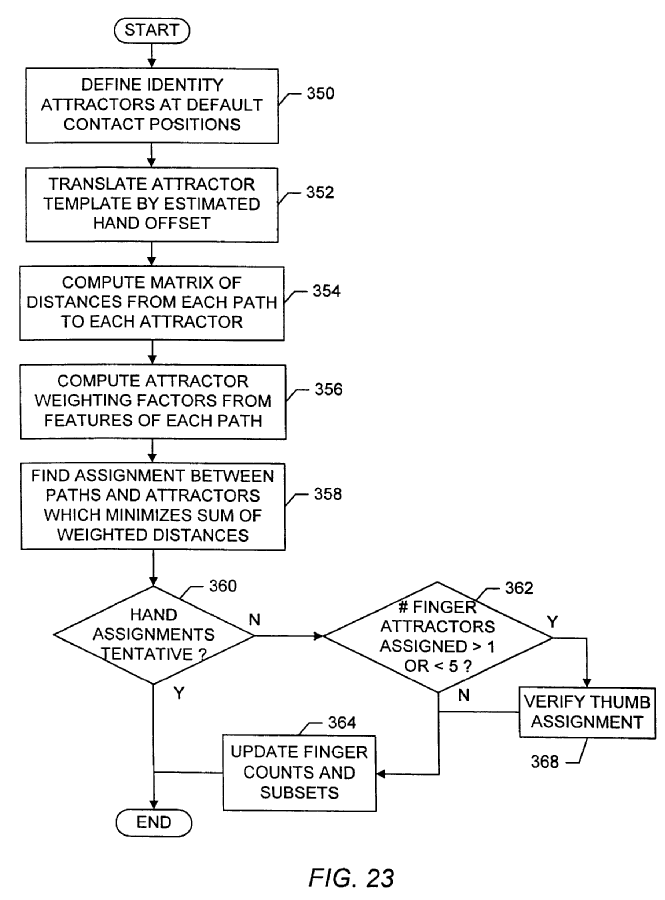 START
DEFINE IDENTITY
ATTRACTORS AT DEFAULT
CONTACT POSITIONS
350
TRANSLATE ATTRACTOR
TEMPLATE BY ESTIMATED
HAND OFFSET
352
COMPUTE MATRIX OF
DISTANCES FROM EACH PATH
TO EACH ATTRACTOR
354
COMPUTE ATTRACTOR
WEIGHTING FACTORS FROM
FEATURES OF EACH PATH
356
FIND ASSIGNMENT BETWEEN
PATHS AND ATTRACTORS
WHICH MINIMIZES SUM OF
WEIGHTED DISTANCES
358
360
HAND
ASSIGNMENTS
TENTATIVE ?
N
Y
362
# FINGER
ATTRACTORS
ASSIGNED > 1
OR < 5 ?
Y
N
VERIFY THUMB
ASSIGNMENT
368
364
UPDATE FINGER
COUNTS AND
SUBSETS
END
FIG. 23